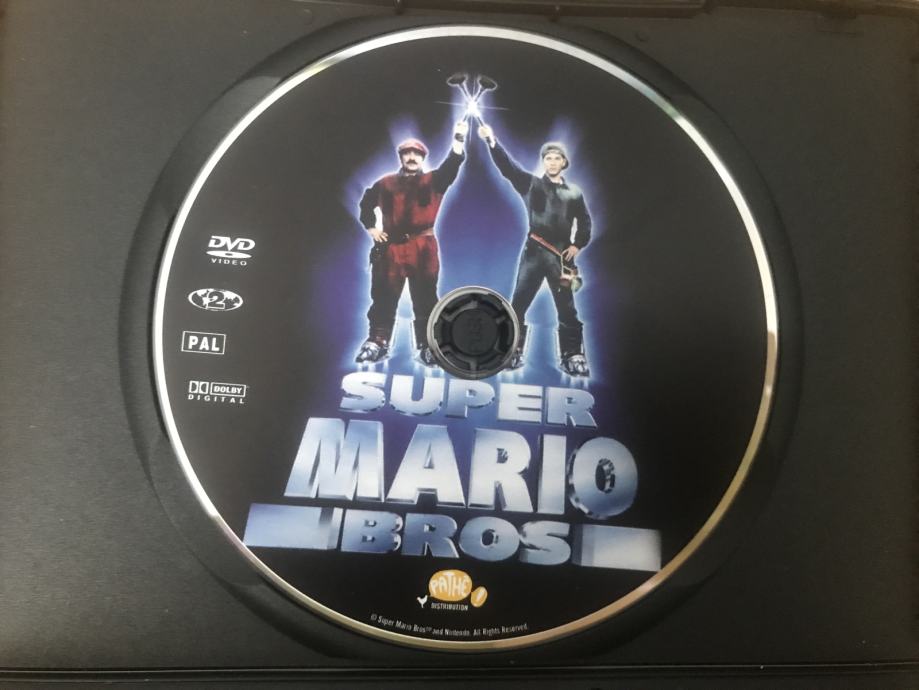 DVD
VIDEO
2
PAL
DOLBY
DIGITAL
SUPER
MARIO
BROS
PATHE!
DISTRIBUTION
© Super Mario Bros™ and Nintendo. All Rights Reserved.